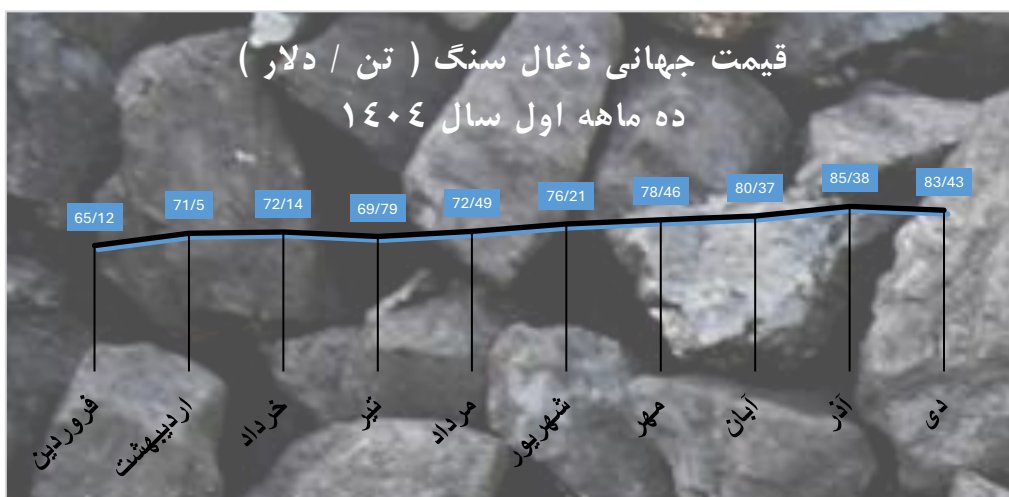 قیمت جهانی ذغال سنگ ( تن / دلار )
ده ماهه اول سال ١٤٠٤
65/12 71/5 72/14 69/79 72/49 76/21 78/46 80/37 85/38 83/43
فروردین اردیبهشت خرداد تیر مرداد شهریور مهر آبان آذر دی